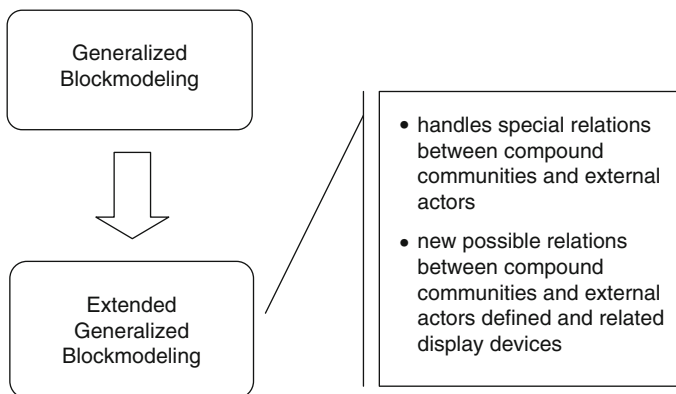 Generalized
Blockmodeling
Extended
Generalized
Blockmodeling
• handles special relations
between compound
communities and external
actors
• new possible relations
between compound
communities and external
actors defined and related
display devices